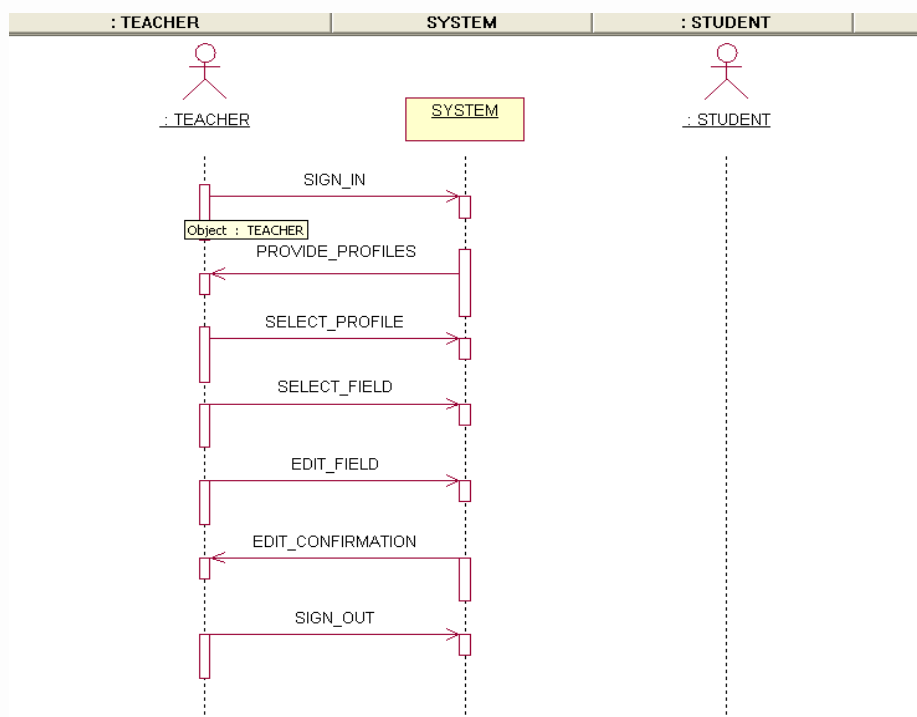 : TEACHER
SYSTEM
: STUDENT
: TEACHER
SYSTEM
: STUDENT
SIGN_IN
Object : TEACHER
PROVIDE_PROFILES
SELECT_PROFILE
SELECT_FIELD
EDIT_FIELD
EDIT_CONFIRMATION
SIGN_OUT